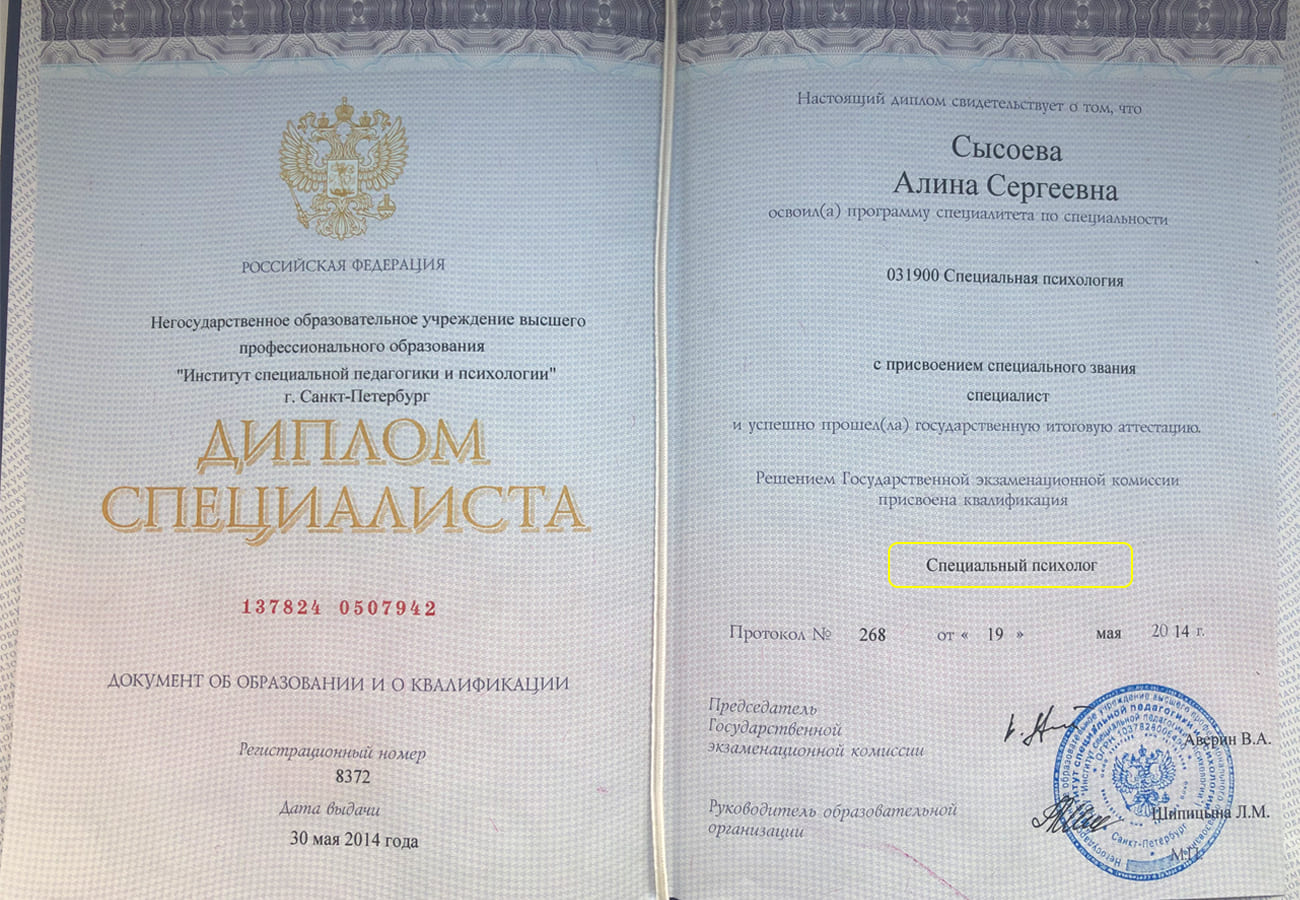 РОССИЙСКАЯ ФЕДЕРАЦИЯ
Негосударственное образовательное учреждение высшего
профессионального образования
"Институт специальной педагогики и психологии"
г. Санкт-Петербург
ДИПЛОМ
СПЕЦИАЛИСТА
137824 0507942
ДОКУМЕНТ ОБ ОБРАЗОВАНИИ И О КВАЛИФИКАЦИИ
Регистрационный номер
8372
Дата выдачи
30 мая 2014 года
Настоящий диплом свидетельствует о том, что
Сысоева
Алина Сергеевна
освоил(а) программу специалитета по специальности
031900 Специальная психология
с присвоением специального звания
специалист
и успешно прошел(ла) государственную итоговую аттестацию.
Решением Государственной экзаменационной комиссии
присвоена квалификация
Специальный психолог
Протокол № 268 от « 19 » мая 20 14 г.
Председатель
Государственной
экзаменационной комиссии
Аверин В.А.
Руководитель образовательной
организации
Шипицына Л.М.
М.П.
Санкт-Петербург